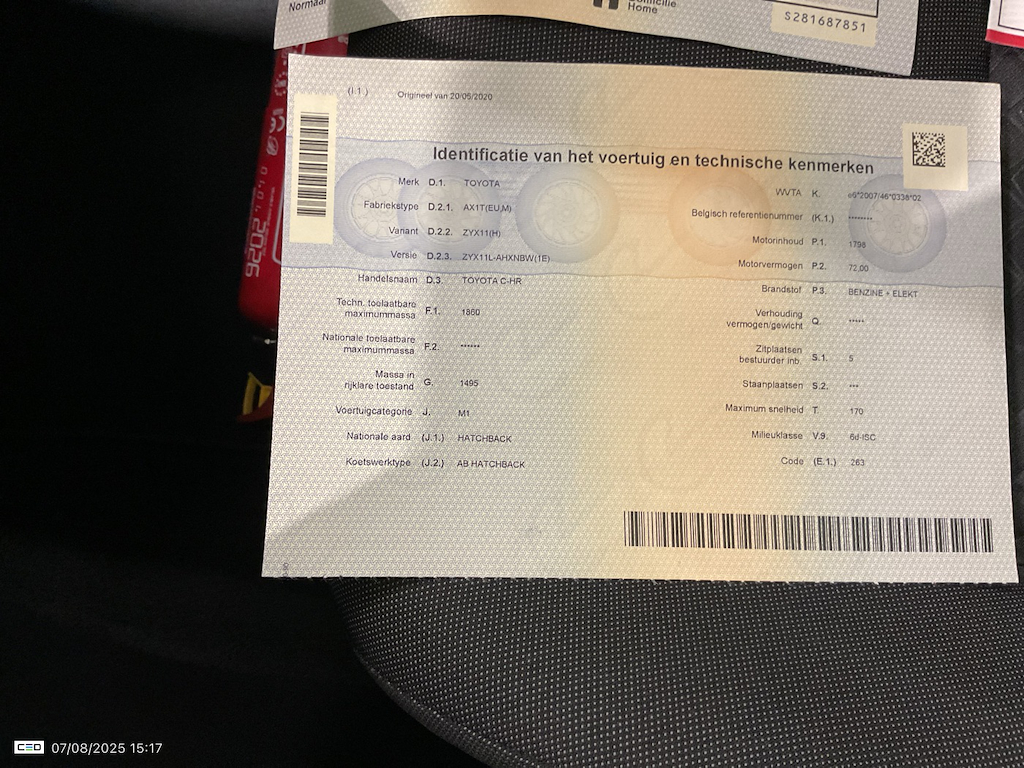 Normaal
Home
S281687851
(I.1.) Origineel van 20/05/2020
Identificatie van het voertuig en technische kenmerken
Merk D.1. TOYOTA
Fabriekstype D.2.1. AX1T(EU,M)
Variant D.2.2. ZYX11(H)
Versie D.2.3. ZYX11L-AHXNBW(1E)
Handelsnaam D.3. TOYOTA C-HR
Techn. toelaatbare
maximummassa F.1. 1860
Nationale toelaatbare
maximummassa F.2. ******
Massa in
rijklare toestand G. 1495
Voertuigcategorie J. M1
Nationale aard (J.1.) HATCHBACK
Koetswerktype (J.2.) AB HATCHBACK
WVTA K. e6*2007/46*0338*02
Belgisch referentienummer (K.1.) ********
Motorinhoud P.1. 1798
Motorvermogen P.2. 72,00
Brandstof P.3. BENZINE + ELEKT
Verhouding
vermogen/gewicht Q. *****
Zitplaatsen
bestuurder inb. S.1. 5
Staanplaatsen S.2. ***
Maximum snelheid T. 170
Milieuklasse V.9. 6d-ISC
Code (E.1.) 263
9202
CEO 07/08/2025 15:17